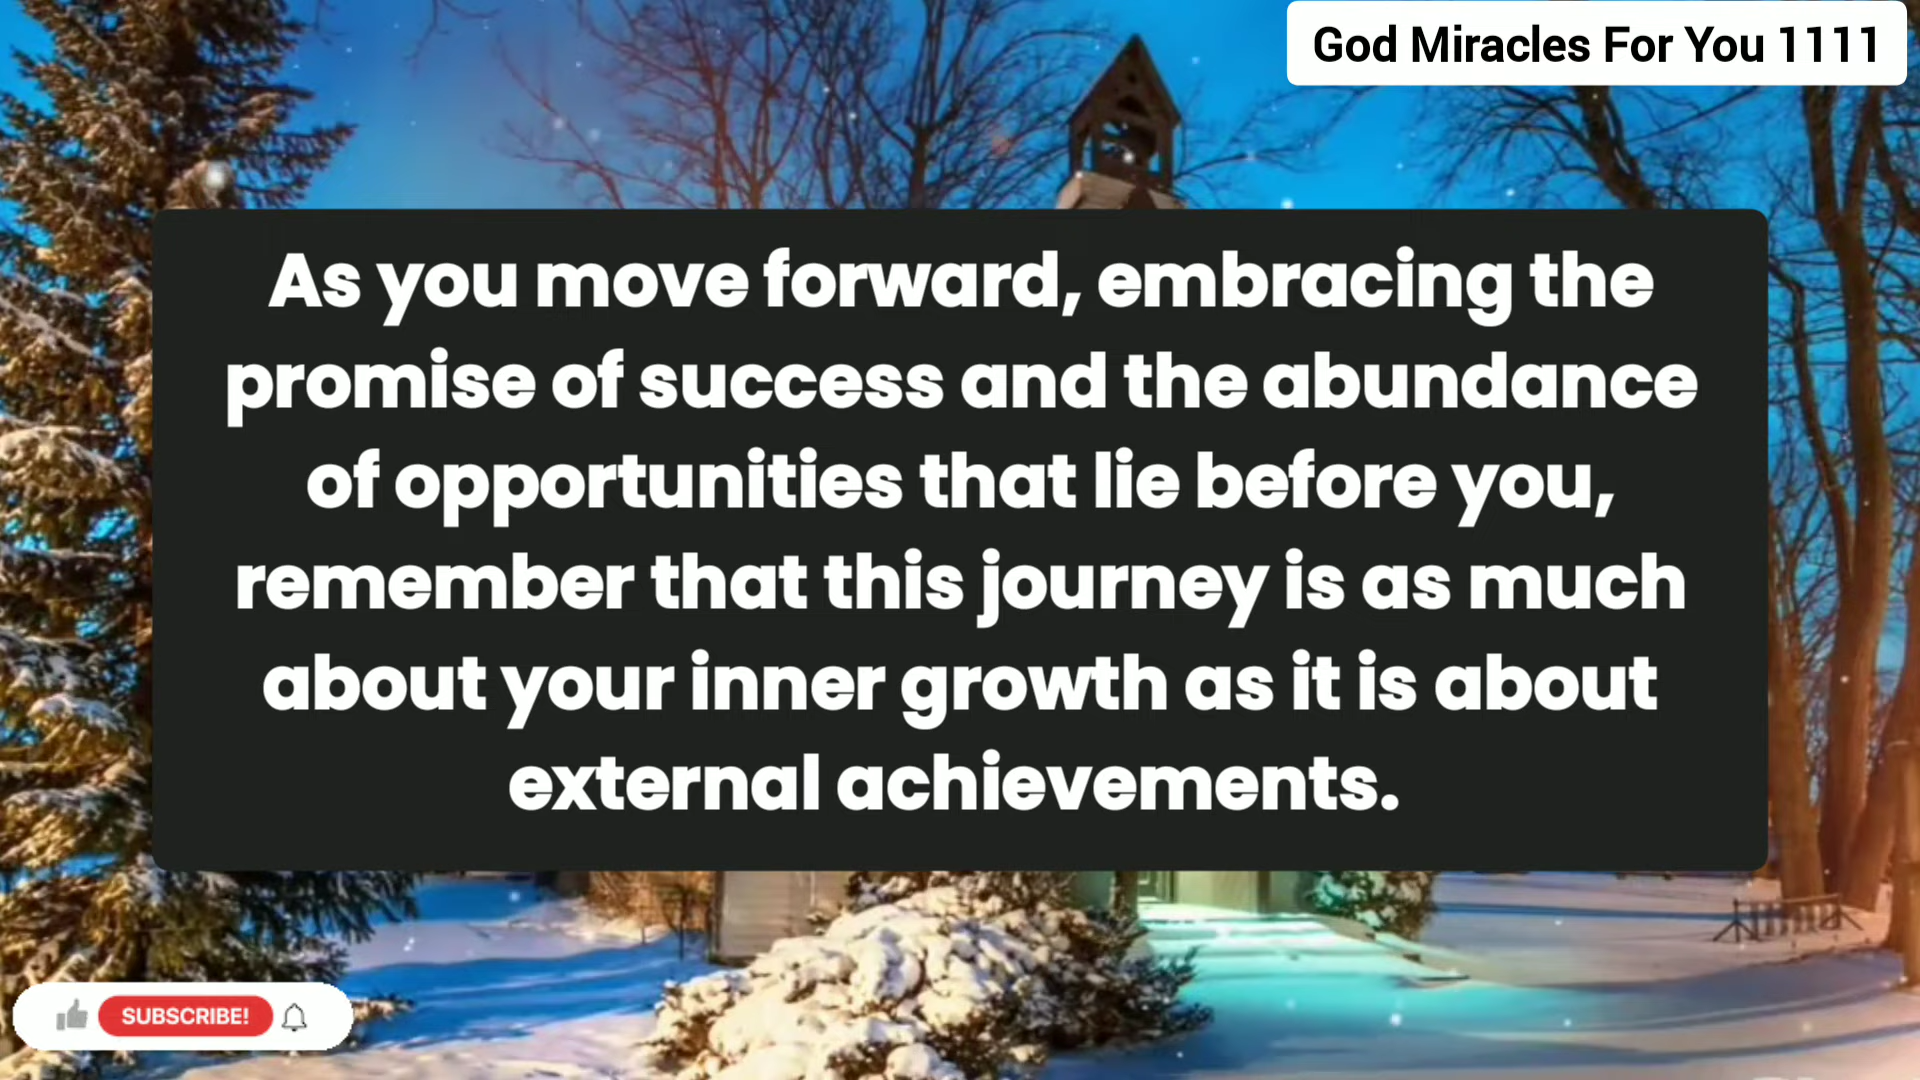 God Miracles For You 1111
As you move forward, embracing the
promise of success and the abundance
of opportunities that lie before you,
remember that this journey is as much
about your inner growth as it is about
external achievements.
SUBSCRIBE!